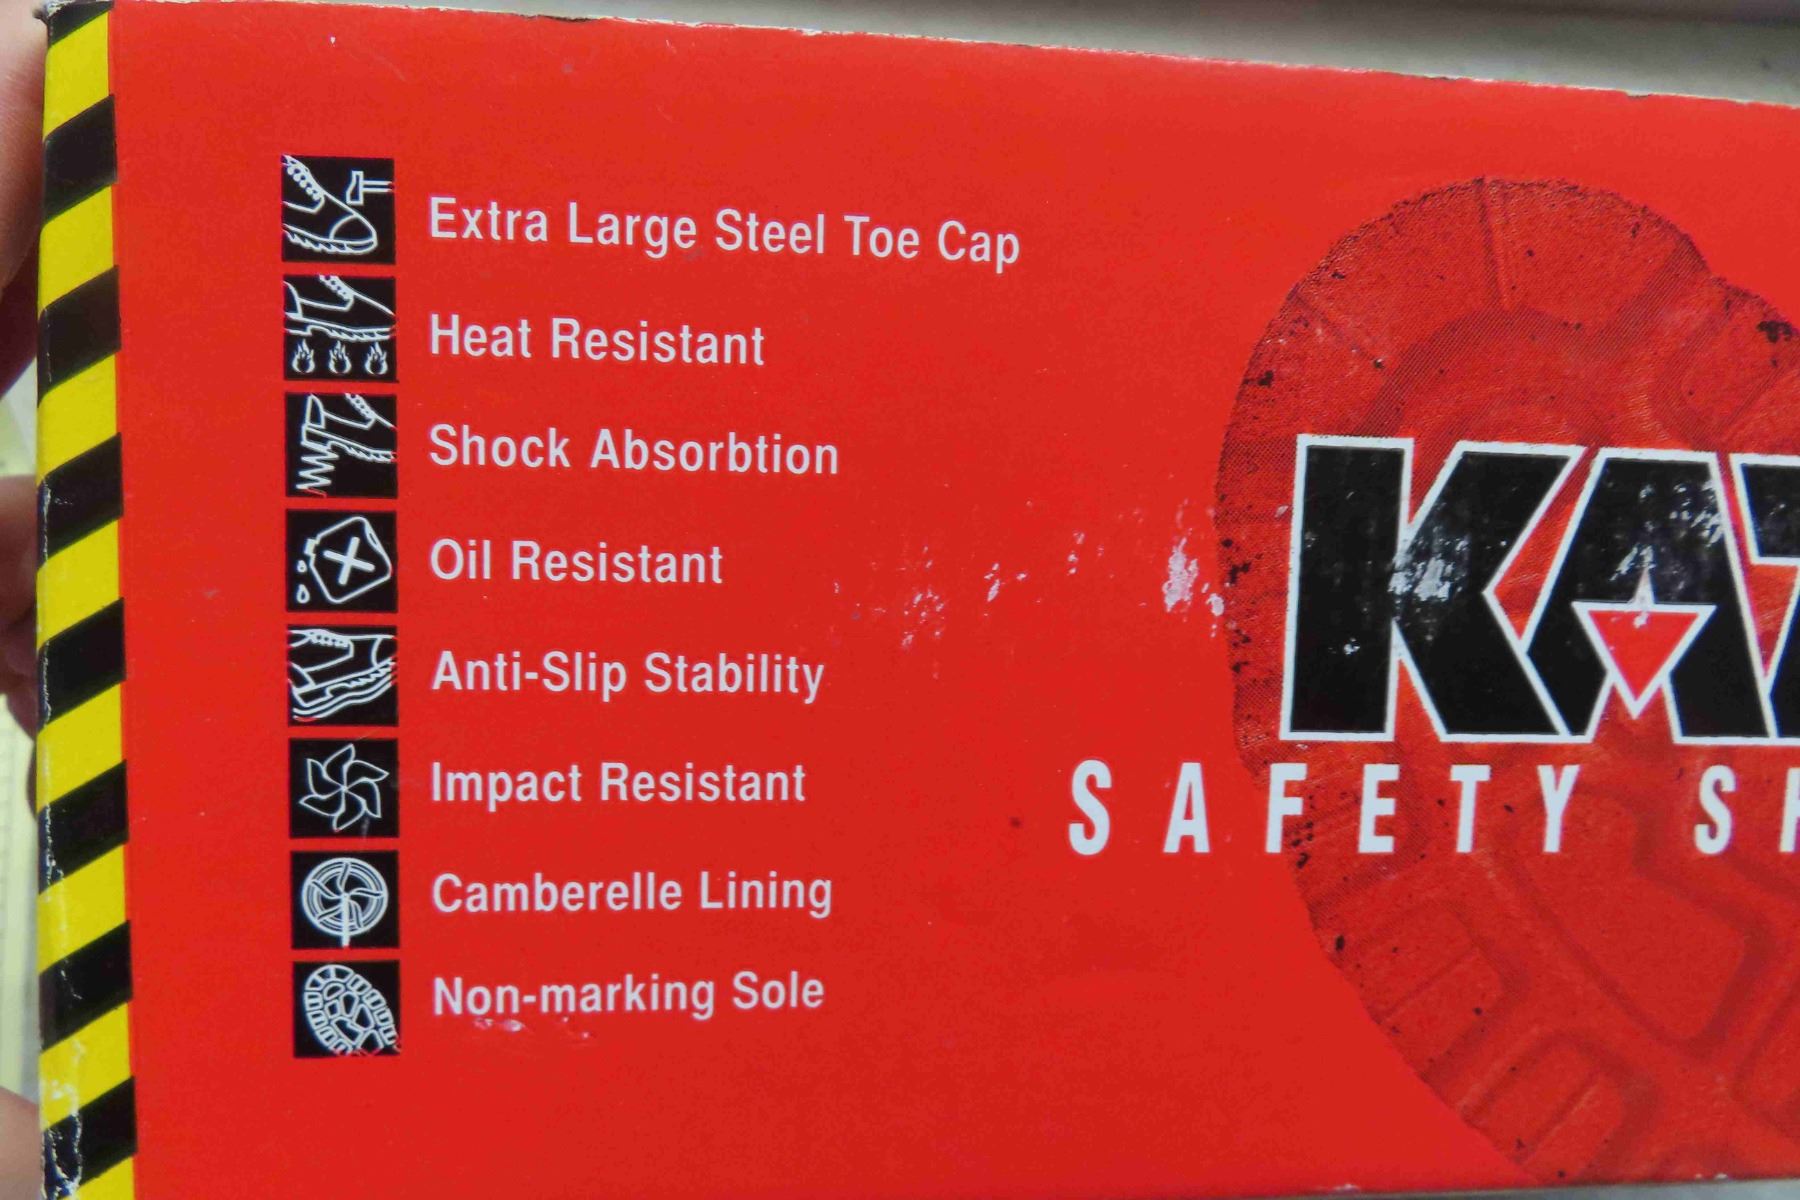 Extra Large Steel Toe Cap
Heat Resistant
Shock Absorbtion
Oil Resistant
Anti-Slip Stability
Impact Resistant
Camberelle Lining
Non-marking Sole
SAFETY